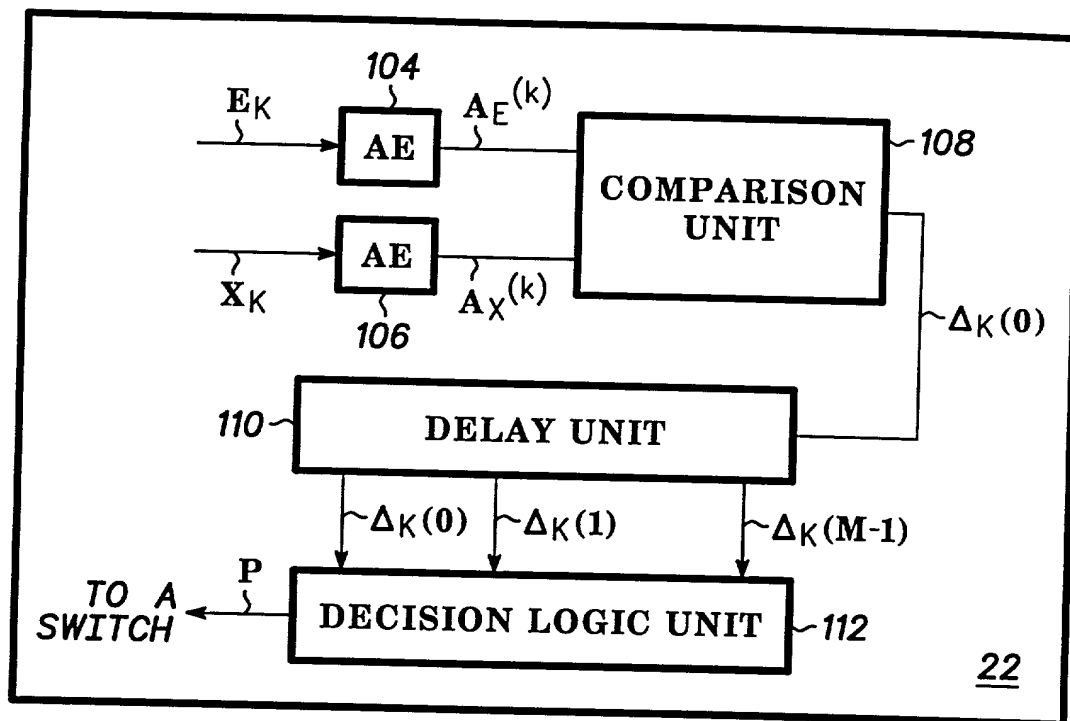 104
E_K
AE
A_E^(k)
108
COMPARISON
UNIT
X_K
AE
A_X^(k)
106
Δ_K(0)
110
DELAY UNIT
Δ_K(0)
Δ_K(1)
Δ_K(M-1)
P
TO A
SWITCH
DECISION LOGIC UNIT
112
22